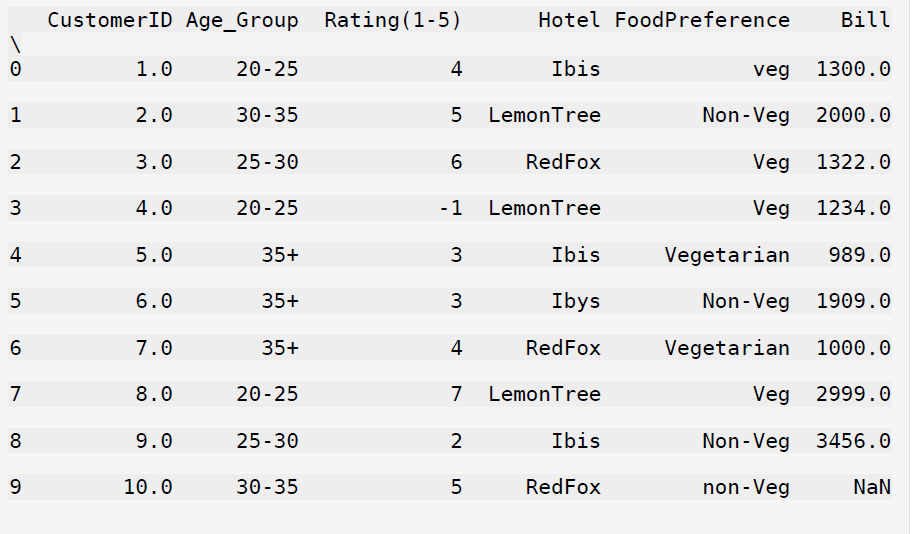 CustomerID Age_Group  Rating(1-5)      Hotel FoodPreference    Bill
\
0         1.0     20-25            4       Ibis            veg  1300.0
1         2.0     30-35            5  LemonTree        Non-Veg  2000.0
2         3.0     25-30            6     RedFox            Veg  1322.0
3         4.0     20-25           -1  LemonTree            Veg  1234.0
4         5.0       35+            3       Ibis     Vegetarian   989.0
5         6.0       35+            3       Ibys        Non-Veg  1909.0
6         7.0       35+            4     RedFox     Vegetarian  1000.0
7         8.0     20-25            7  LemonTree            Veg  2999.0
8         9.0     25-30            2       Ibis        Non-Veg  3456.0
9        10.0     30-35            5     RedFox        non-Veg     NaN